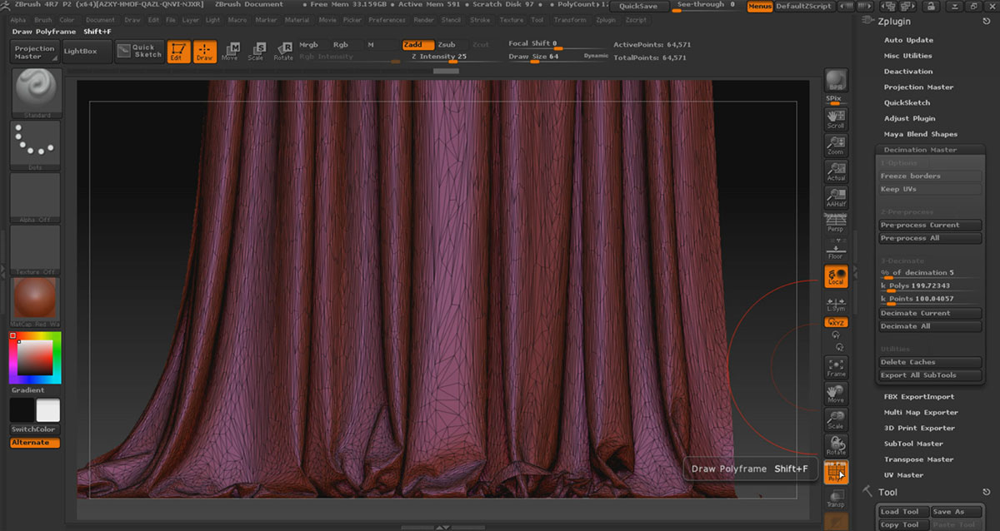 ZBrush 4R7 P2 (x64)[AZXY-HMOF-QAZL-QNVI-NJXR] ZBrush Document • Free Mem 33.159GB • Active Mem 591 • Scratch Disk 97 • • PolyCount▸1. QuickSave See-through 0 Menus DefaultZScript
Alpha Brush Color Document Draw Edit File Layer Light Macro Marker Material Movie Picker Preferences Render Stencil Stroke Texture Tool Transform Zplugin Zscript
Draw Polyframe Shift+F
Projection Master
LightBox
Quick Sketch
Edit
Draw
Move
Scale
Rotate
Mrgb Rgb M
Rgb Intensity
Zadd Zsub Zcut
Z Intensity 25
Focal Shift 0
Draw Size 64 Dynamic
ActivePoints: 64,571
TotalPoints: 64,571
Standard
Dots
Alpha Off
Texture Off
MatCap Red Wa
Gradient
SwitchColor
Alternate
BPR
SPix
Scroll
Zoom
Actual
AAHalf
Dynamic
Persp
Floor
Local
L.Sym
XYZ
Frame
Move
Scale
Rotate
PolyF
Transp
Draw Polyframe Shift+F
Zplugin
Auto Update
Misc Utilities
Deactivation
Projection Master
QuickSketch
Adjust Plugin
Maya Blend Shapes
Decimation Master
1-Options
Freeze borders
Keep UVs
2-Pre-process
Pre-process Current
Pre-process All
3-Decimate
% of decimation 5
k Polys 199.72343
k Points 100.04057
Decimate Current
Decimate All
Utilities
Delete Caches
Export All SubTools
FBX ExportImport
Multi Map Exporter
3D Print Exporter
SubTool Master
Transpose Master
UV Master
Tool
Load Tool Save As
Copy Tool Paste Tool